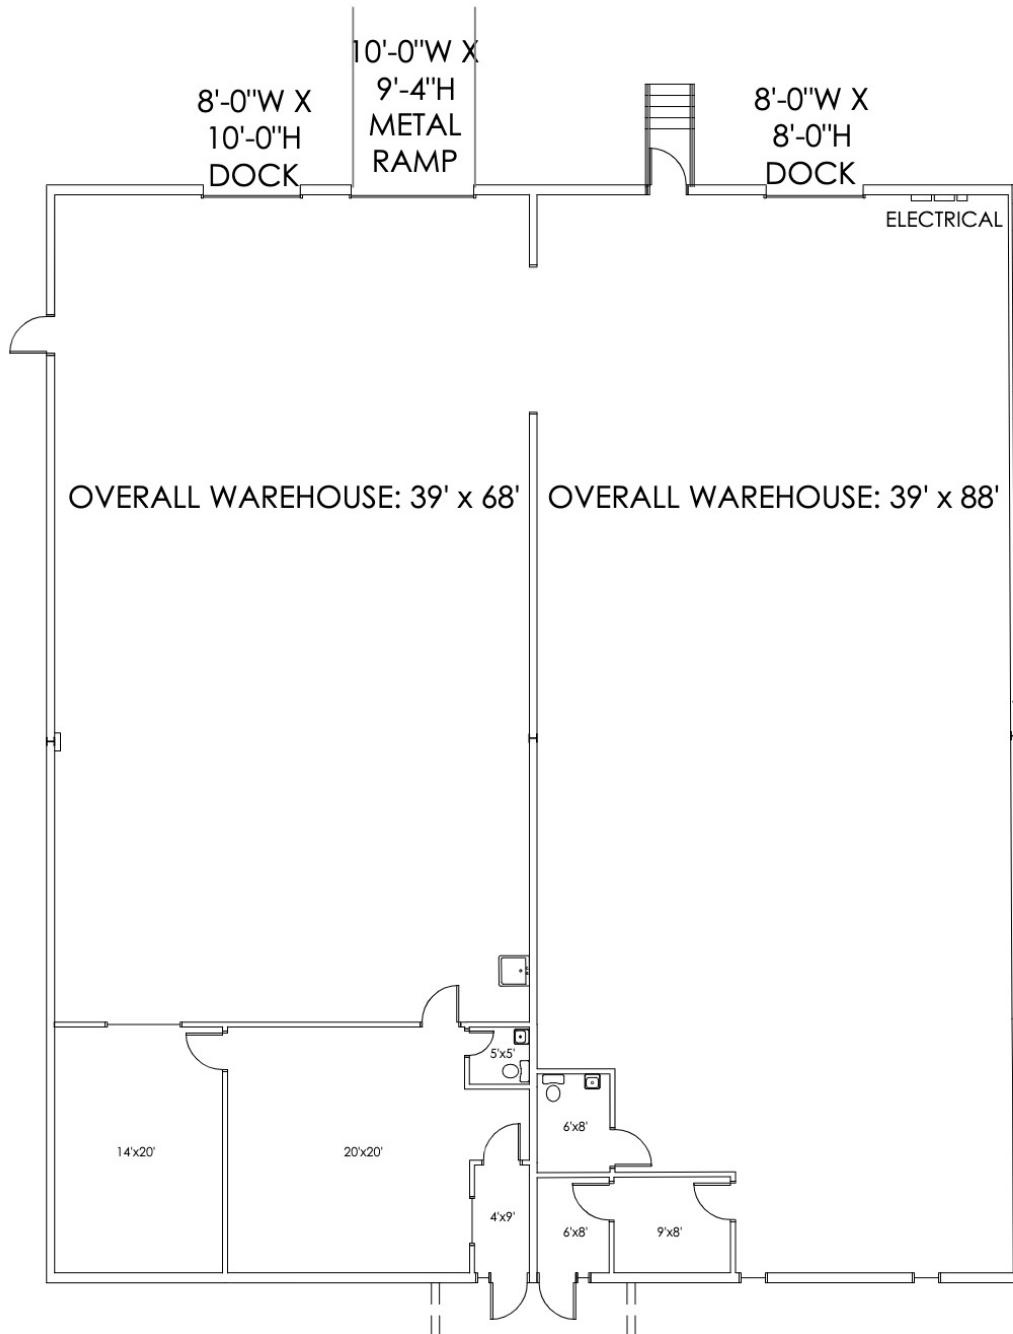 10'-0"W X
9'-4"H
METAL
RAMP
8'-0"W X
10'-0"H
DOCK
8'-0"W X
8'-0"H
DOCK
ELECTRICAL
OVERALL WAREHOUSE: 39' x 68'
OVERALL WAREHOUSE: 39' x 88'
5'x5'
6'x8'
14'x20'
20'x20'
4'x9'
6'x8'
9'x8'